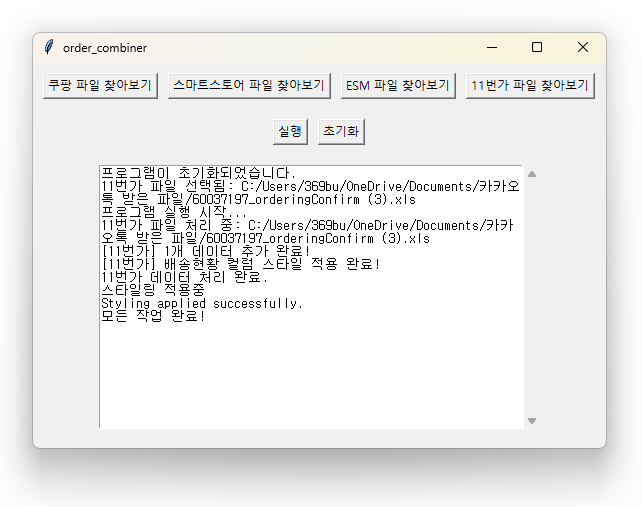 order_combiner
쿠팡 파일 찾아보기 스마트스토어 파일 찾아보기 ESM 파일 찾아보기 11번가 파일 찾아보기
실행 초기화
프로그램이 초기화되었습니다.
11번가 파일 선택됨: C:/Users/369bu/OneDrive/Documents/카카오
톡 받은 파일/60037197_orderingConfirm (3).xls
프로그램 실행 시작...
11번가 파일 처리 중: C:/Users/369bu/OneDrive/Documents/카카
오톡 받은 파일/60037197_orderingConfirm (3).xls
[11번가] 1개 데이터 추가 완료!
[11번가] 배송현황 컬럼 스타일 적용 완료!
11번가 데이터 처리 완료.
스타일링 적용중
Styling applied successfully.
모든 작업 완료!